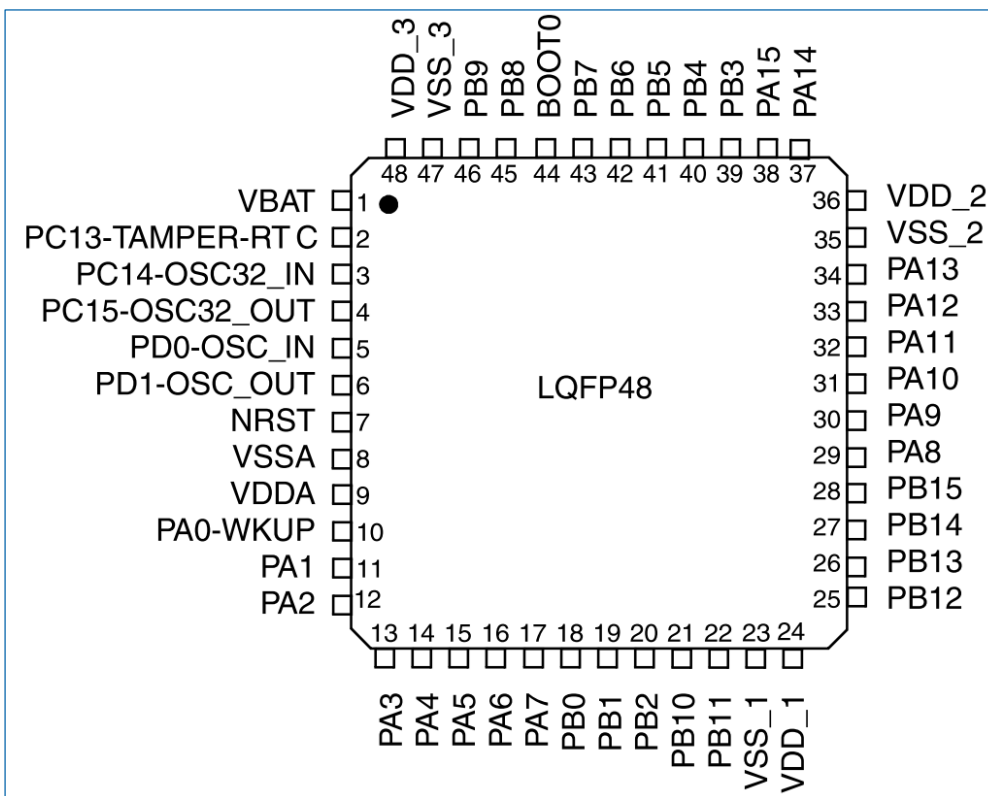 VDD_3
VSS_3
PB9
PB8
BOOT0
PB7
PB6
PB5
PB4
PB3
PA15
PA14
48 47 46 45 44 43 42 41 40 39 38 37
VBAT 1
PC13-TAMPER-RT C 2
PC14-OSC32_IN 3
PC15-OSC32_OUT 4
PD0-OSC_IN 5
PD1-OSC_OUT 6
NRST 7
VSSA 8
VDDA 9
PA0-WKUP 10
PA1 11
PA2 12
LQFP48
36 VDD_2
35 VSS_2
34 PA13
33 PA12
32 PA11
31 PA10
30 PA9
29 PA8
28 PB15
27 PB14
26 PB13
25 PB12
13 14 15 16 17 18 19 20 21 22 23 24
PA3
PA4
PA5
PA6
PA7
PB0
PB1
PB2
PB10
PB11
VSS_1
VDD_1